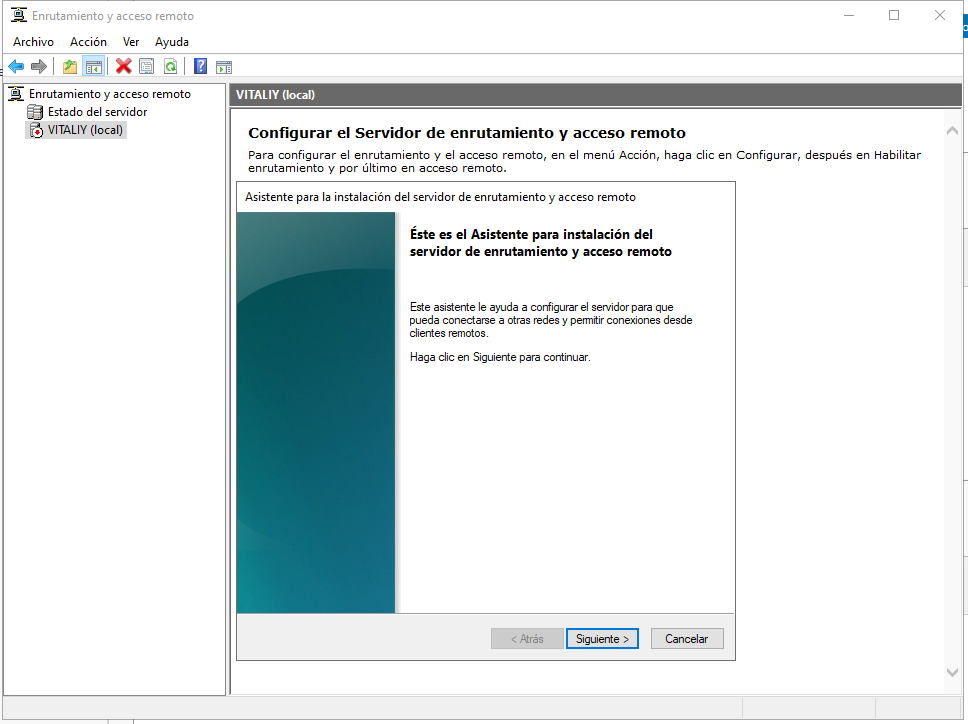 Enrutamiento y acceso remoto
Archivo Acción Ver Ayuda
Enrutamiento y acceso remoto
Estado del servidor
VITALIY (local)
VITALIY (local)
Configurar el Servidor de enrutamiento y acceso remoto
Para configurar el enrutamiento y el acceso remoto, en el menú Acción, haga clic en Configurar, después en Habilitar
enrutamiento y por último en acceso remoto.
Asistente para la instalación del servidor de enrutamiento y acceso remoto
Éste es el Asistente para instalación del
servidor de enrutamiento y acceso remoto
Este asistente le ayuda a configurar el servidor para que
pueda conectarse a otras redes y permitir conexiones desde
clientes remotos.
Haga clic en Siguiente para continuar.
< Atrás Siguiente > Cancelar